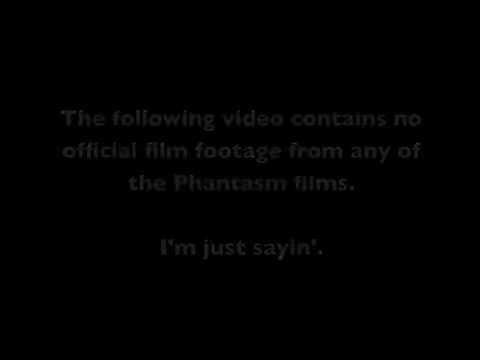 The following video contains no
official film footage from any of
the Phantasm films.
I'm just sayin'.